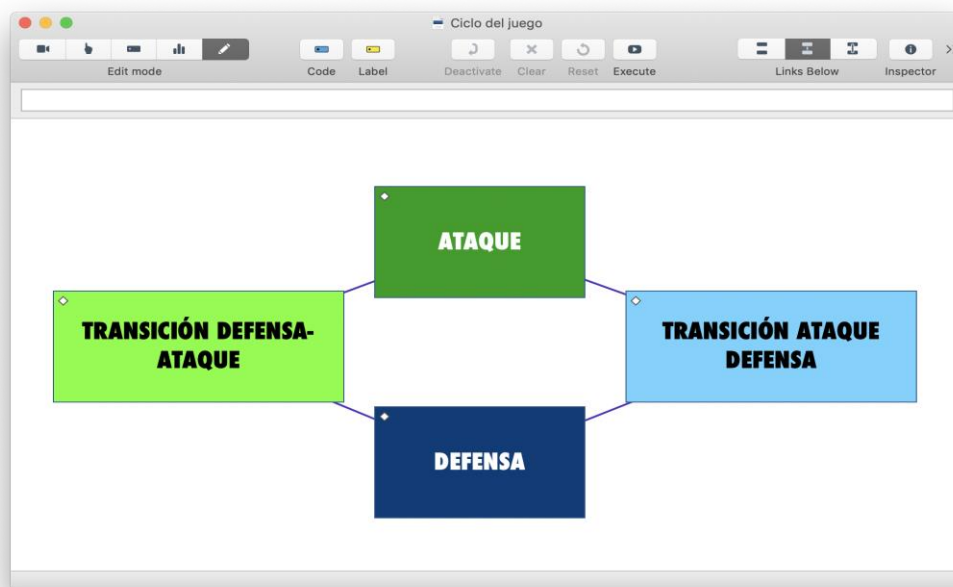 Ciclo del juego
Edit mode
Code
Label
Deactivate
Clear
Reset
Execute
Links Below
Inspector
ATAQUE
TRANSICIÓN DEFENSA-
ATAQUE
TRANSICIÓN ATAQUE
DEFENSA
DEFENSA